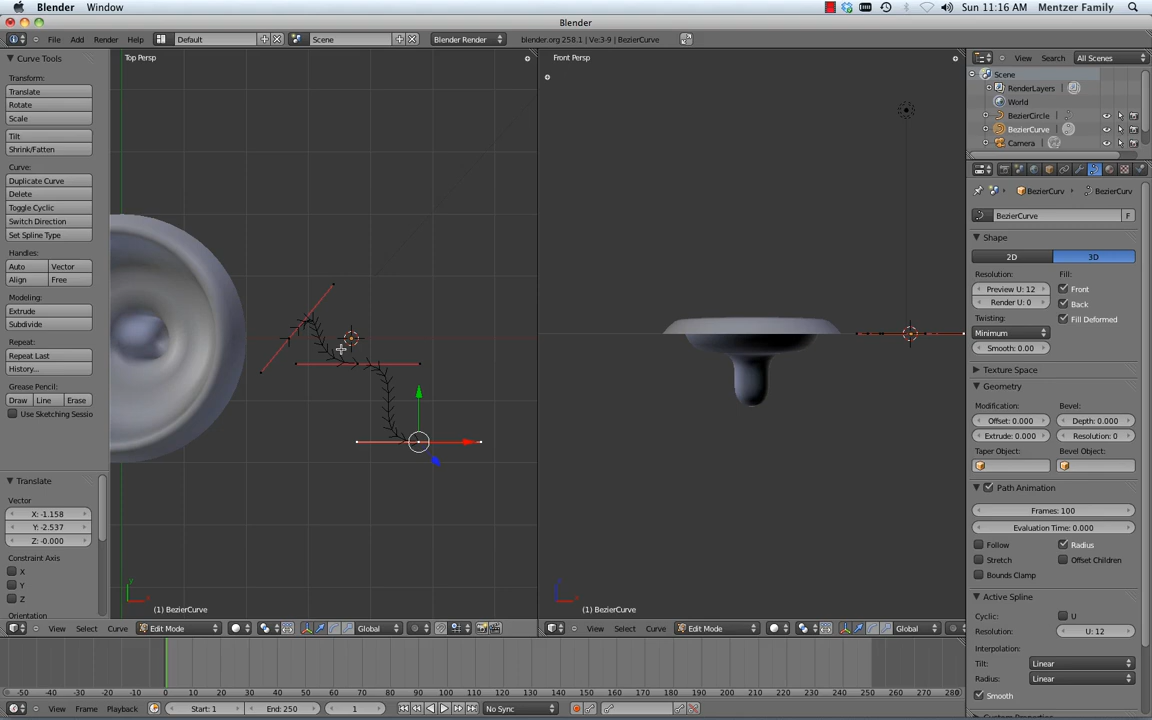 Blender Window Sun 11:16 AM Mentzer Family
Blender
File Add Render Help Default Scene Blender Render blender.org 258.1 | Ve:3-9 | BezierCurve
Curve Tools
Transform:
Translate
Rotate
Scale
Tilt
Shrink/Fatten
Curve:
Duplicate Curve
Delete
Toggle Cyclic
Switch Direction
Set Spline Type
Handles:
Auto Vector
Align Free
Modeling:
Extrude
Subdivide
Repeat:
Repeat Last
History...
Grease Pencil:
Draw Line Erase
Use Sketching Sessio
Translate
Vector
X: -1.158
Y: -2.537
Z: -0.000
Constraint Axis
X
Y
Z
Orientation
Top Persp
(1) BezierCurve
View Select Curve Edit Mode Global
Front Persp
(1) BezierCurve
View Select Curve Edit Mode Global
View Search All Scenes
Scene
RenderLayers
World
BezierCircle
BezierCurve
Camera
BezierCurv BezierCurv
BezierCurve F
Shape
2D 3D
Resolution: Fill:
Preview U: 12 Front
Render U: 0 Back
Twisting: Fill Deformed
Minimum
Smooth: 0.00
Texture Space
Geometry
Modification: Bevel:
Offset: 0.000 Depth: 0.000
Extrude: 0.000 Resolution: 0
Taper Object: Bevel Object:
Path Animation
Frames: 100
Evaluation Time: 0.000
Follow Radius
Stretch Offset Children
Bounds Clamp
Active Spline
Cyclic: U
Resolution: U: 12
Interpolation:
Tilt: Linear
Radius: Linear
Smooth
-50 -40 -30 -20 -10 0 10 20 30 40 50 60 70 80 90 100 110 120 130 140 150 160 170 180 190 200 210 220 230 240 250 260 270 280
View Frame Playback Start: 1 End: 250 1 No Sync